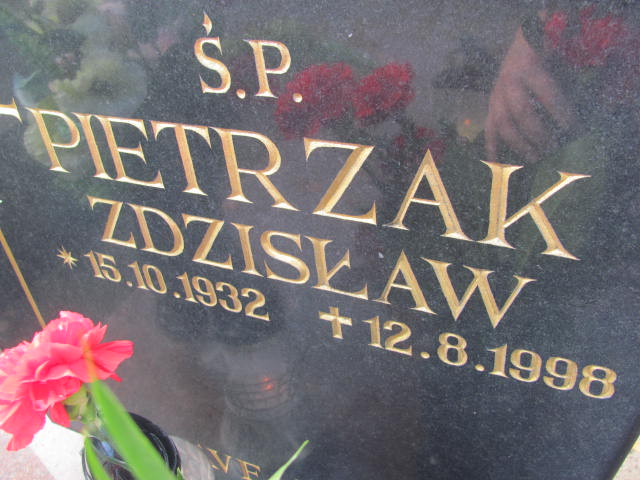 Ś.P.
PIETRZAK
ZDZISŁAW
* 15.10.1932 + 12.8.1998